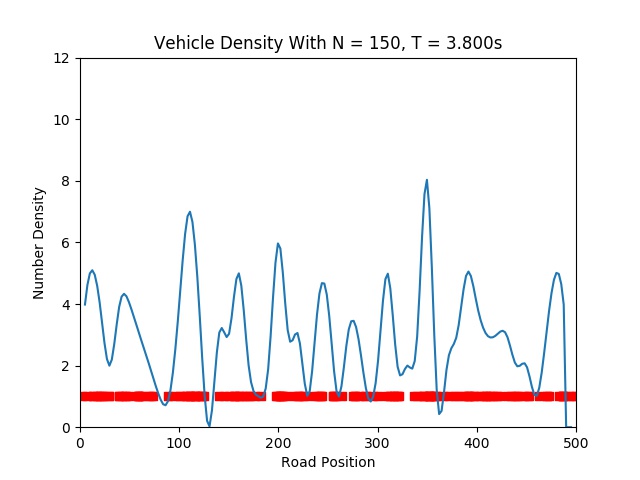 Vehicle Density With N = 150, T = 3.800s
12
10
8
6
4
2
0
Number Density
0 100 200 300 400 500
Road Position